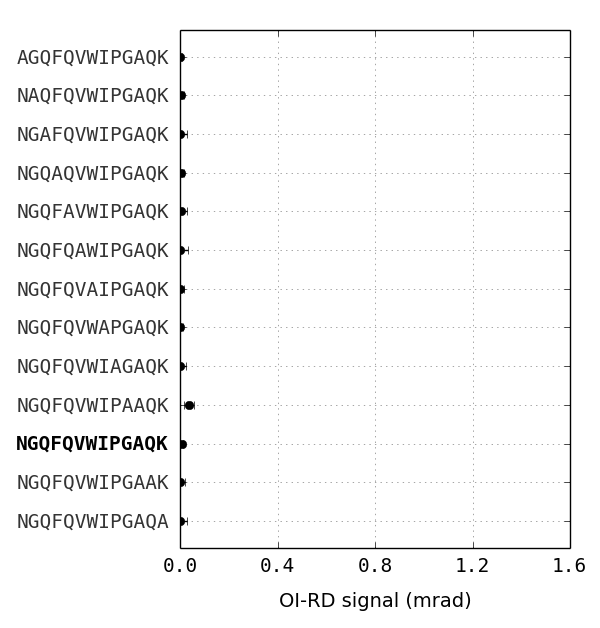 AGQFQVWIPGAQK
NAQFQVWIPGAQK
NGAFQVWIPGAQK
NGQAQVWIPGAQK
NGQFAVWIPGAQK
NGQFQAWIPGAQK
NGQFQVAIPGAQK
NGQFQVWAPGAQK
NGQFQVWIAGAQK
NGQFQVWIPAAQK
NGQFQVWIPGAQK
NGQFQVWIPGAAK
NGQFQVWIPGAQA
0.0 0.4 0.8 1.2 1.6
OI-RD signal (mrad)